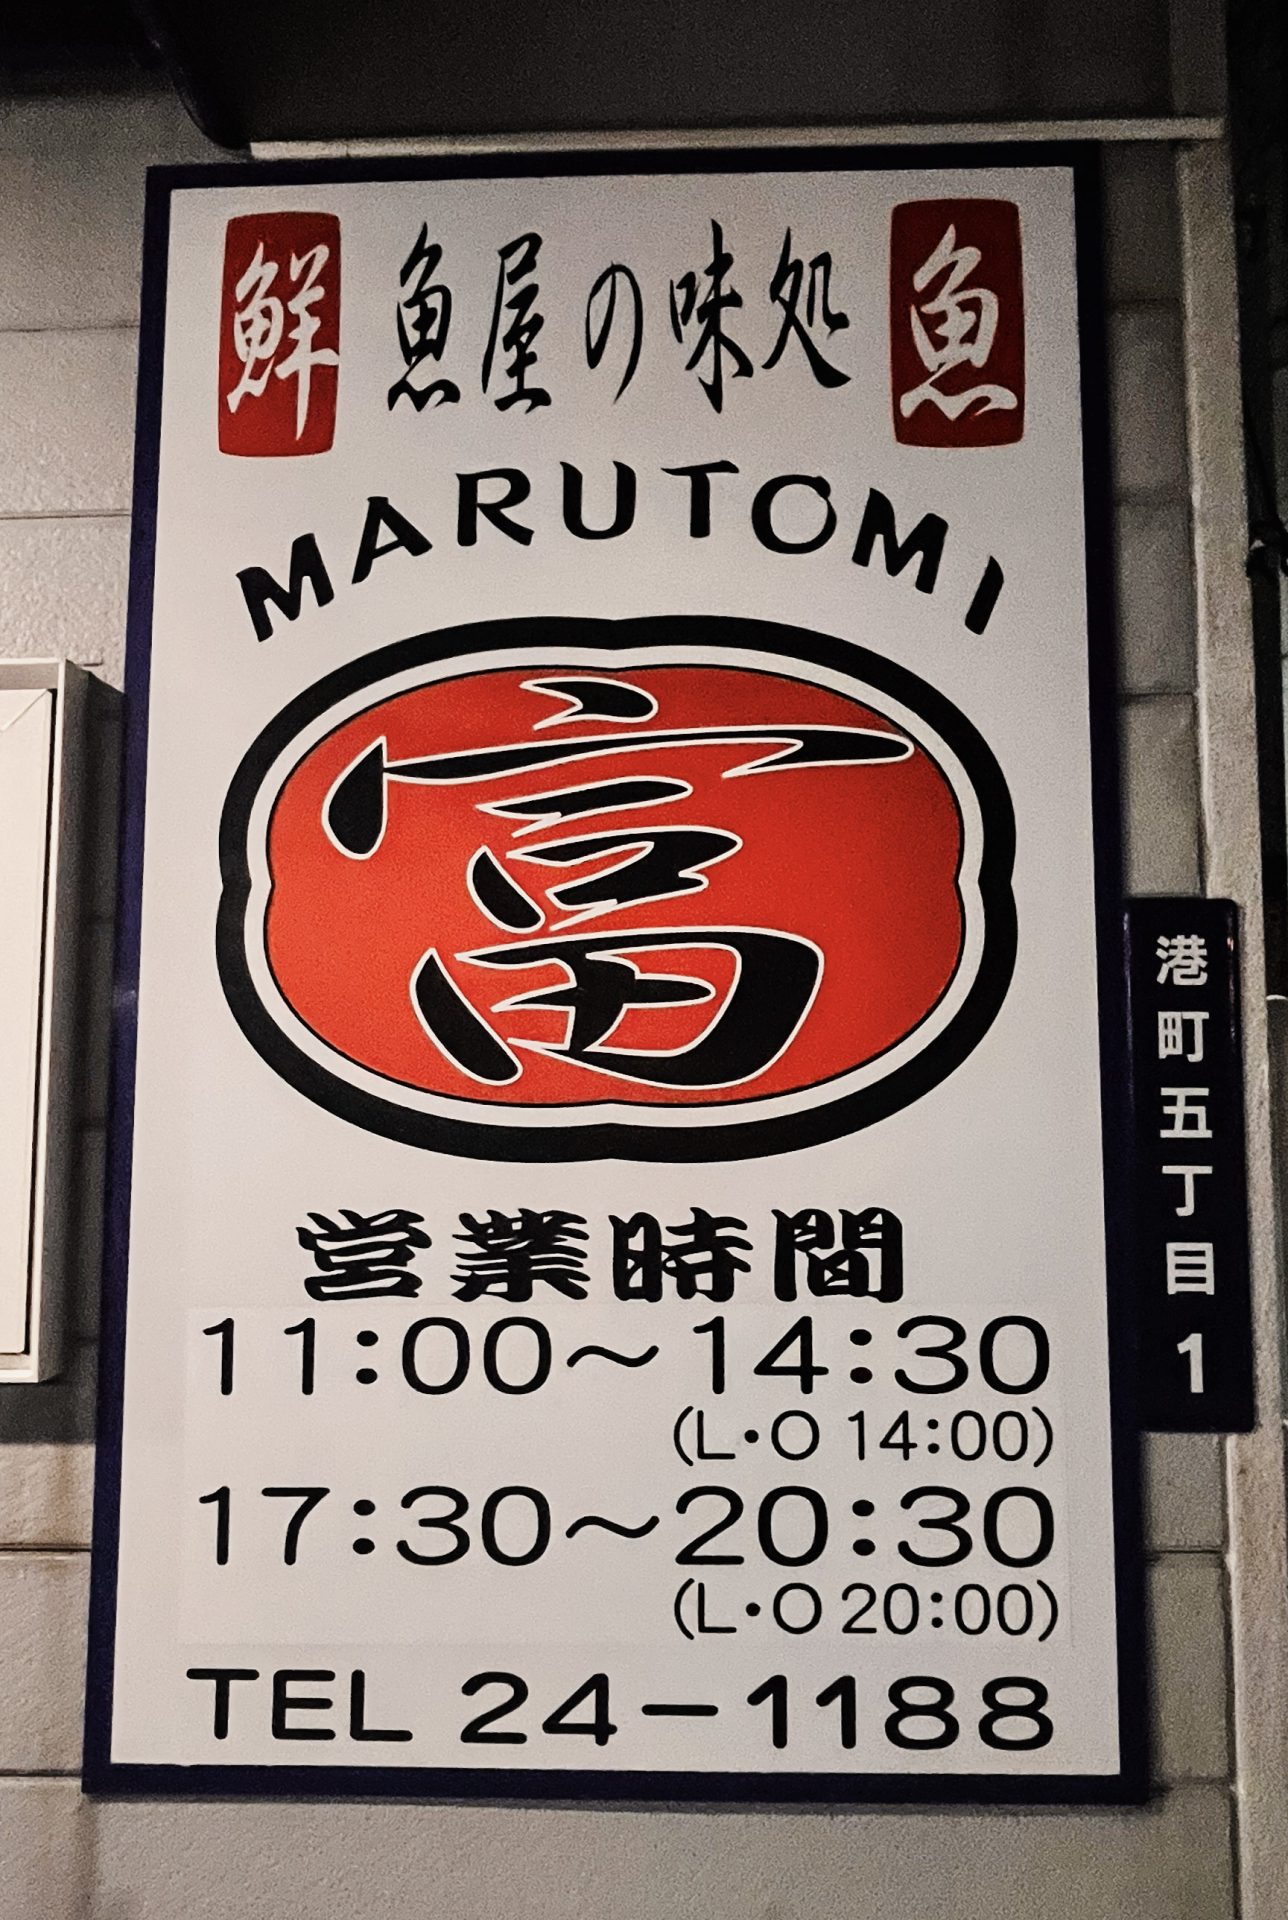 鮮 魚屋の味処 魚
MARUTOMI
富
営業時間
11:00～14:30
(L・O 14:00)
17:30～20:30
(L・O 20:00)
TEL 24-1188
港町五丁目 1